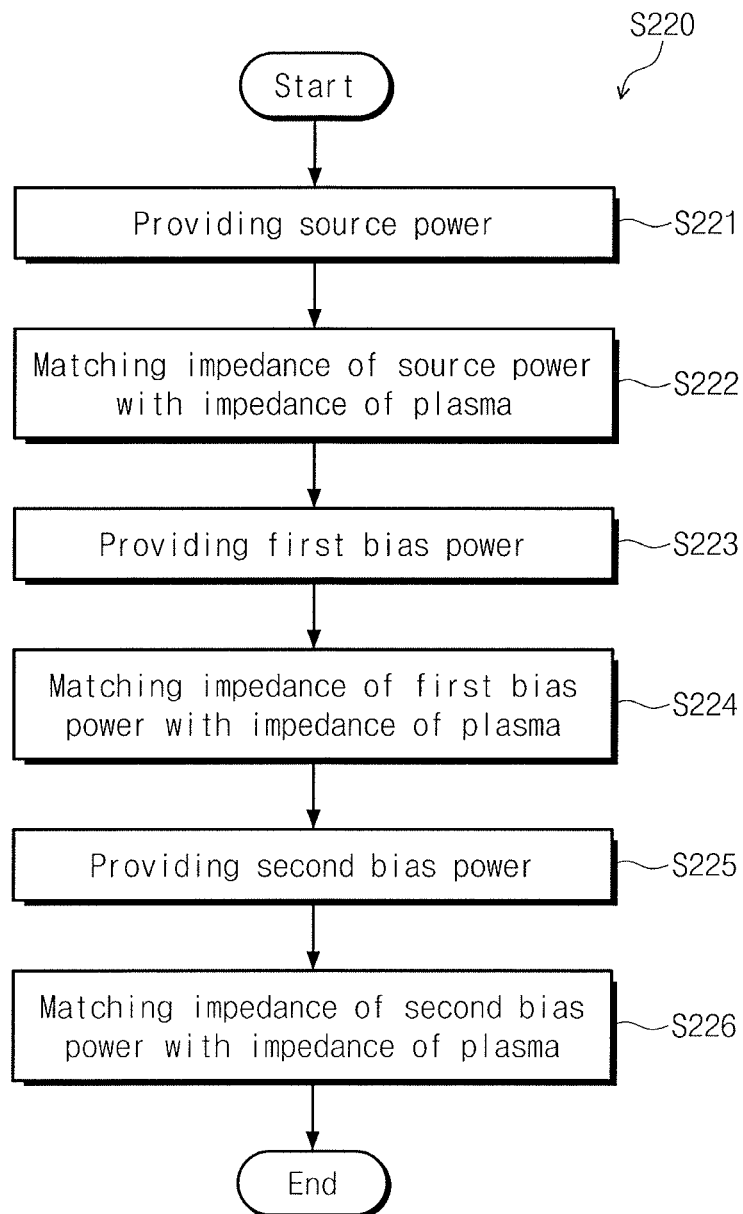 S220
Start
Providing source power
S221
Matching impedance of source power
with impedance of plasma
S222
Providing first bias power
S223
Matching impedance of first bias
power with impedance of plasma
S224
Providing second bias power
S225
Matching impedance of second bias
power with impedance of plasma
S226
End